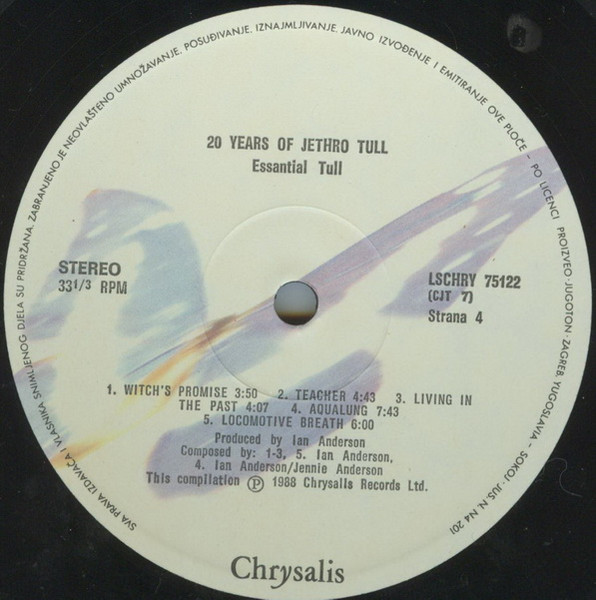 SVA PRAVA IZDAVAČA I VLASNIKA SNIMLJENOG DJELA SU PRIDRŽANA. ZABRANJENO JE NEOVLAŠTENO UMNOŽAVANJE, POSUĐIVANJE, IZNAJMLJIVANJE, JAVNO IZVOĐENJE I EMITIRANJE OVE PLOČE - PO LICENCI PROIZVEO-JUGOTON-ZAGREB YUGOSLAVIA - SOKOJ-JUS. N. N4 201
20 YEARS OF JETHRO TULL
Essantial Tull
STEREO
33 1/3 RPM
LSCHRY 75122
(CJT 7)
Strana 4
1. WITCH'S PROMISE 3:50 2. TEACHER 4:43 3. LIVING IN
THE PAST 4:07 4. AQUALUNG 7:43
5. LOCOMOTIVE BREATH 6:00
Produced by Ian Anderson
Composed by: 1-3, 5. Ian Anderson,
4. Ian Anderson/Jennie Anderson
This compilation Ⓟ 1988 Chrysalis Records Ltd.
Chrysalis